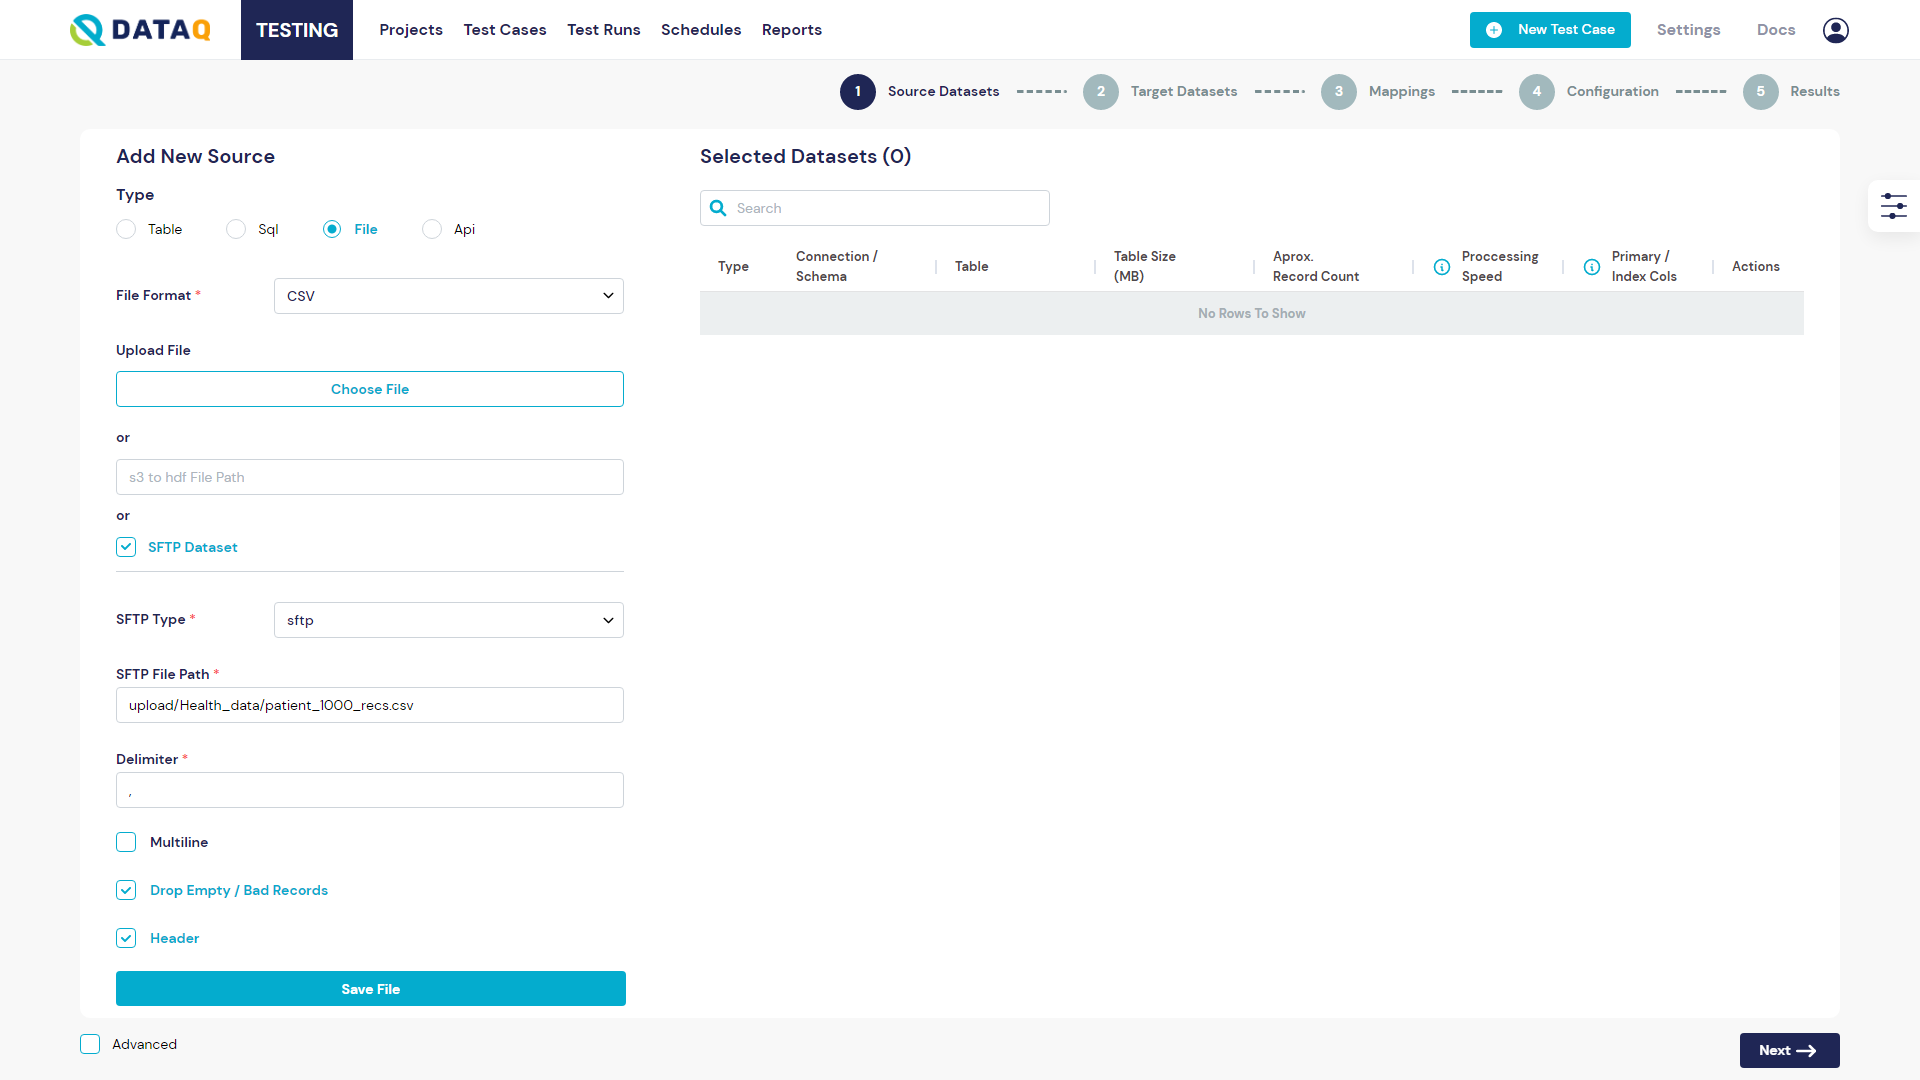 DATAQ
TESTING
Projects
Test Cases
Test Runs
Schedules
Reports
New Test Case
Settings
Docs
1
Source Datasets
2
Target Datasets
3
Mappings
4
Configuration
5
Results
Add New Source
Type
Table
Sql
File
Api
File Format *
CSV
Upload File
Choose File
or
s3 to hdf File Path
or
SFTP Dataset
SFTP Type *
sftp
SFTP File Path *
upload/Health_data/patient_1000_recs.csv
Delimiter *
,
Multiline
Drop Empty / Bad Records
Header
Save File
Advanced
Selected Datasets (0)
Search
Type
Connection /
Schema
Table
Table Size
(MB)
Aprox.
Record Count
Proccessing
Speed
Primary /
Index Cols
Actions
No Rows To Show
Next